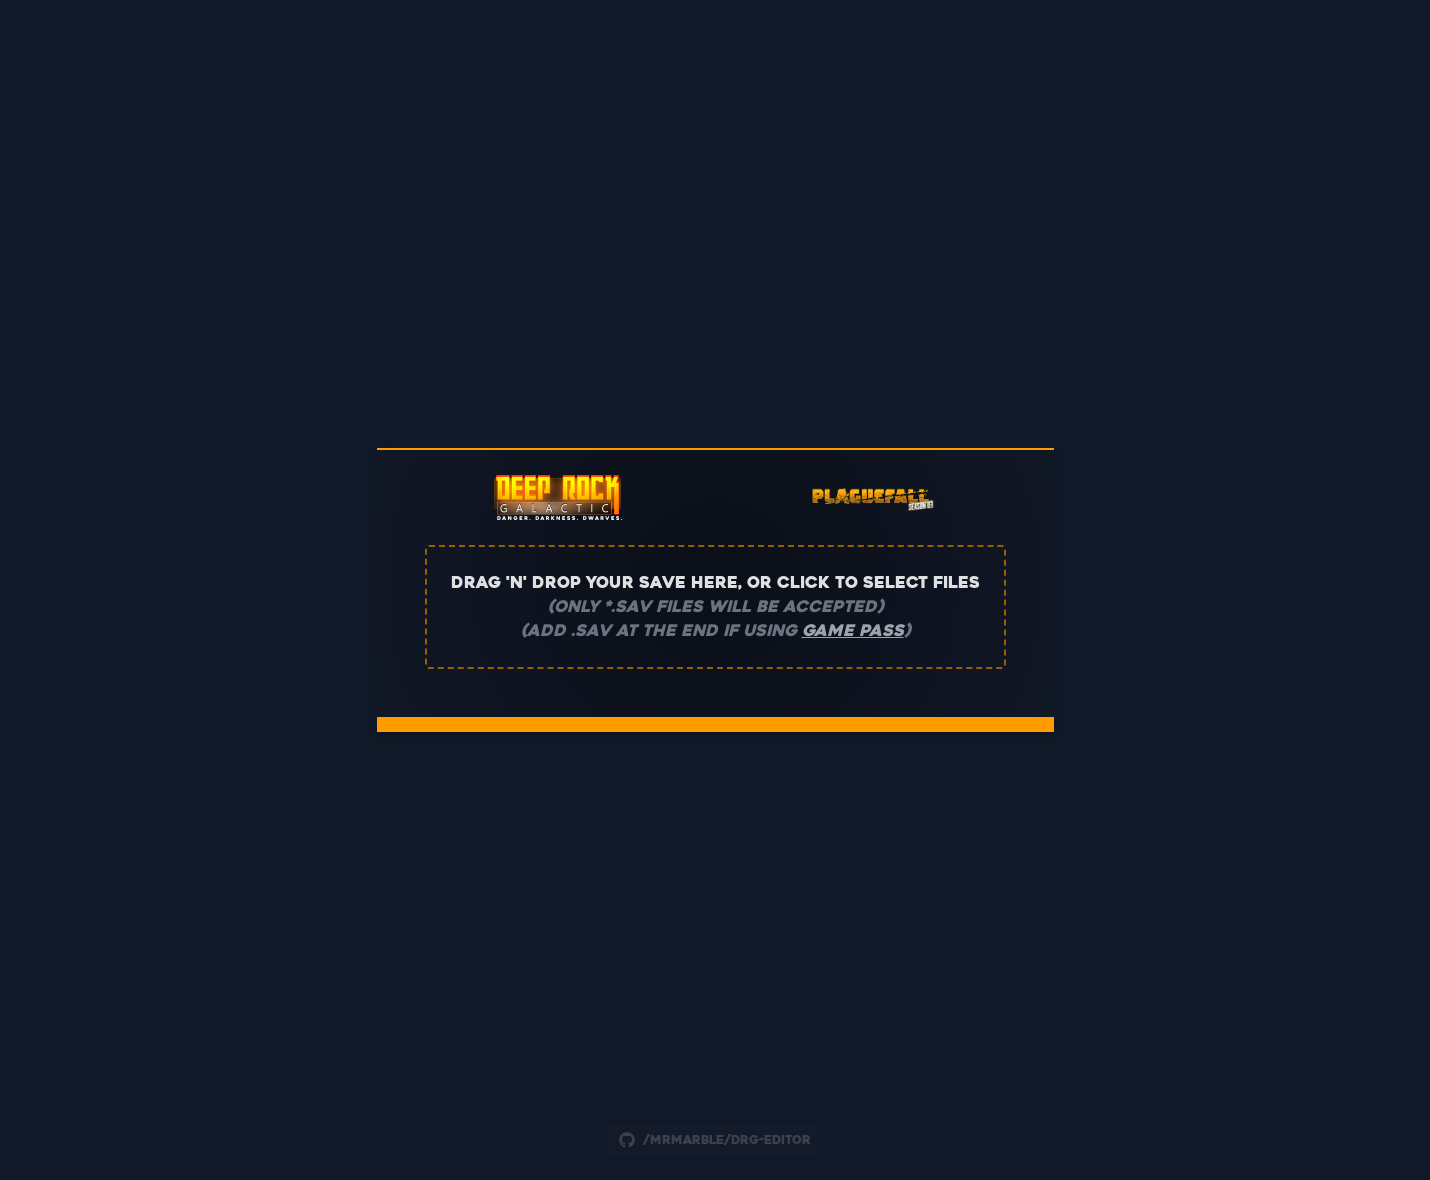 DEEP ROCK
GALACTIC
DANGER. DARKNESS. DWARVES.
PLAGUEFALL
SEASON 03
DRAG 'N' DROP YOUR SAVE HERE, OR CLICK TO SELECT FILES
(ONLY *.SAV FILES WILL BE ACCEPTED)
(ADD .SAV AT THE END IF USING GAME PASS)
/MRMARBLE/DRG-EDITOR